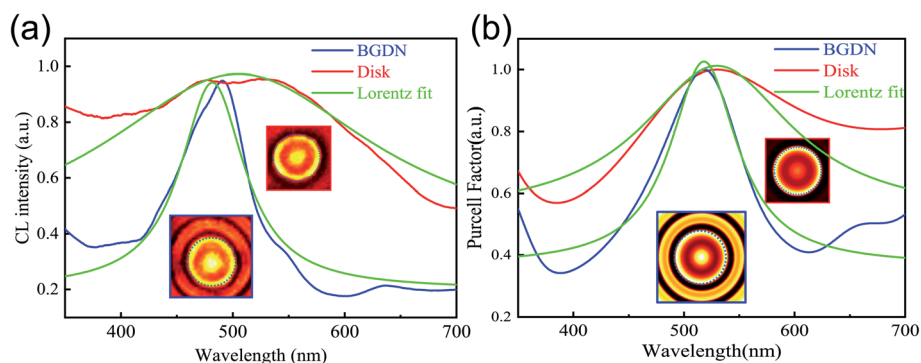 (a)
BGDN
Disk
Lorentz fit
CL intensity (a.u.)
1.0
0.8
0.6
0.4
0.2
400
500
600
700
Wavelength (nm)
(b)
BGDN
Disk
Lorentz fit
Purcell Factor(a.u.)
1.0
0.8
0.6
0.4
0.2
400
500
600
700
Wavelength(nm)